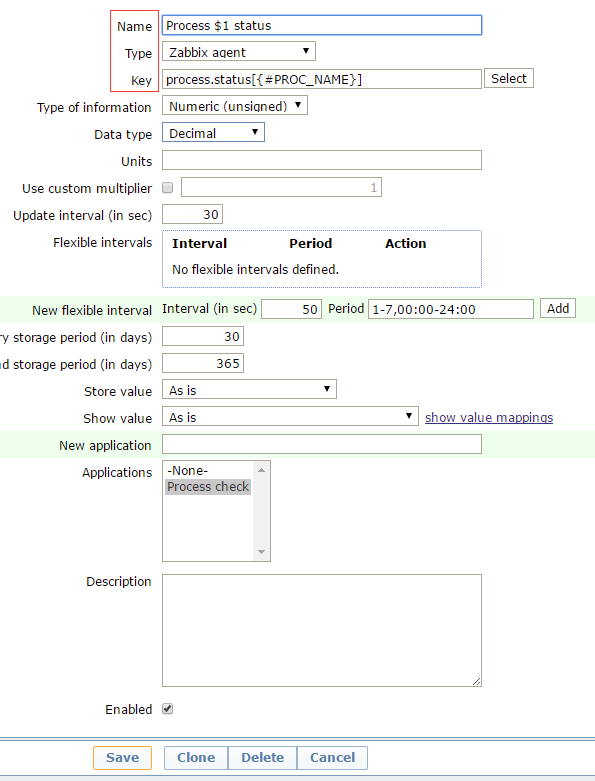 Name Process $1 status
Type Zabbix agent
Key process.status[{#PROC_NAME}] Select
Type of information Numeric (unsigned)
Data type Decimal
Units
Use custom multiplier 1
Update interval (in sec) 30
Flexible intervals Interval Period Action
No flexible intervals defined.
New flexible interval Interval (in sec) 50 Period 1-7,00:00-24:00 Add
ry storage period (in days) 30
nd storage period (in days) 365
Store value As is
Show value As is show value mappings
New application
Applications -None-
Process check
Description
Enabled
Save Clone Delete Cancel